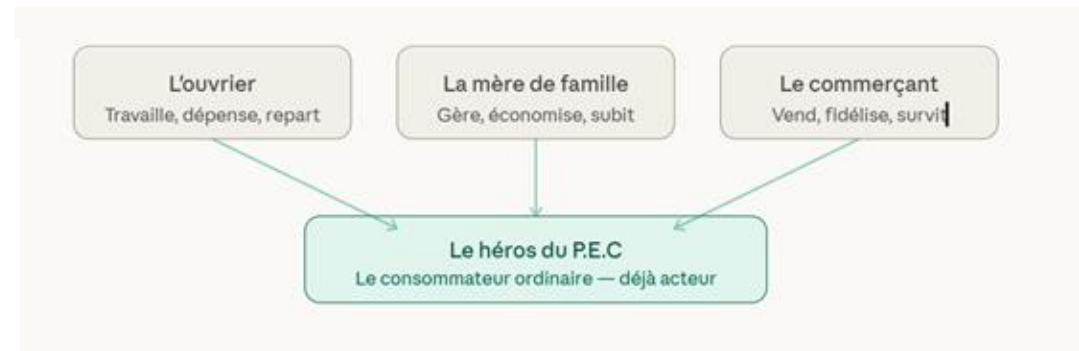 L'ouvrier
Travaille, dépense, repart
La mère de famille
Gère, économise, subit
Le commerçant
Vend, fidélise, survit
Le héros du P.E.C
Le consommateur ordinaire — déjà acteur